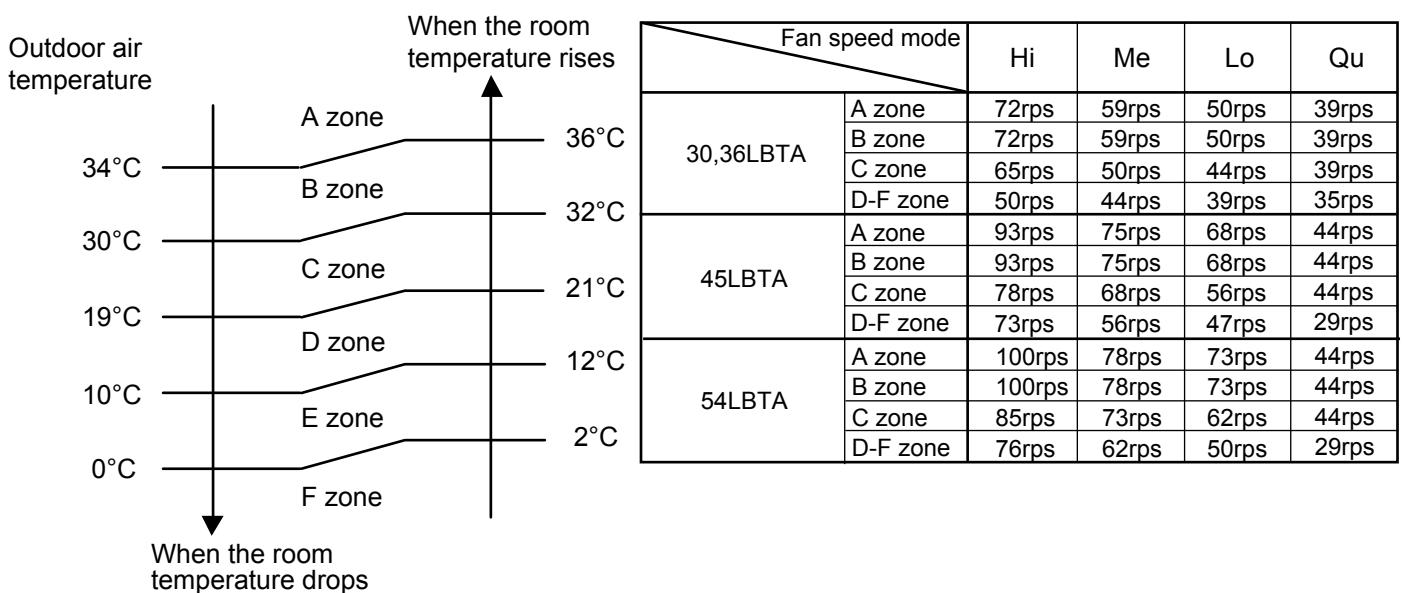 Outdoor air
temperature
When the room
temperature rises
A zone
36°C
34°C
B zone
32°C
30°C
C zone
21°C
19°C
D zone
12°C
10°C
E zone
2°C
0°C
F zone
When the room
temperature drops
Fan speed mode Hi Me Lo Qu
30,36LBTA
A zone 72rps 59rps 50rps 39rps
B zone 72rps 59rps 50rps 39rps
C zone 65rps 50rps 44rps 39rps
D-F zone 50rps 44rps 39rps 35rps
45LBTA
A zone 93rps 75rps 68rps 44rps
B zone 93rps 75rps 68rps 44rps
C zone 78rps 68rps 56rps 44rps
D-F zone 73rps 56rps 47rps 29rps
54LBTA
A zone 100rps 78rps 73rps 44rps
B zone 100rps 78rps 73rps 44rps
C zone 85rps 73rps 62rps 44rps
D-F zone 76rps 62rps 50rps 29rps